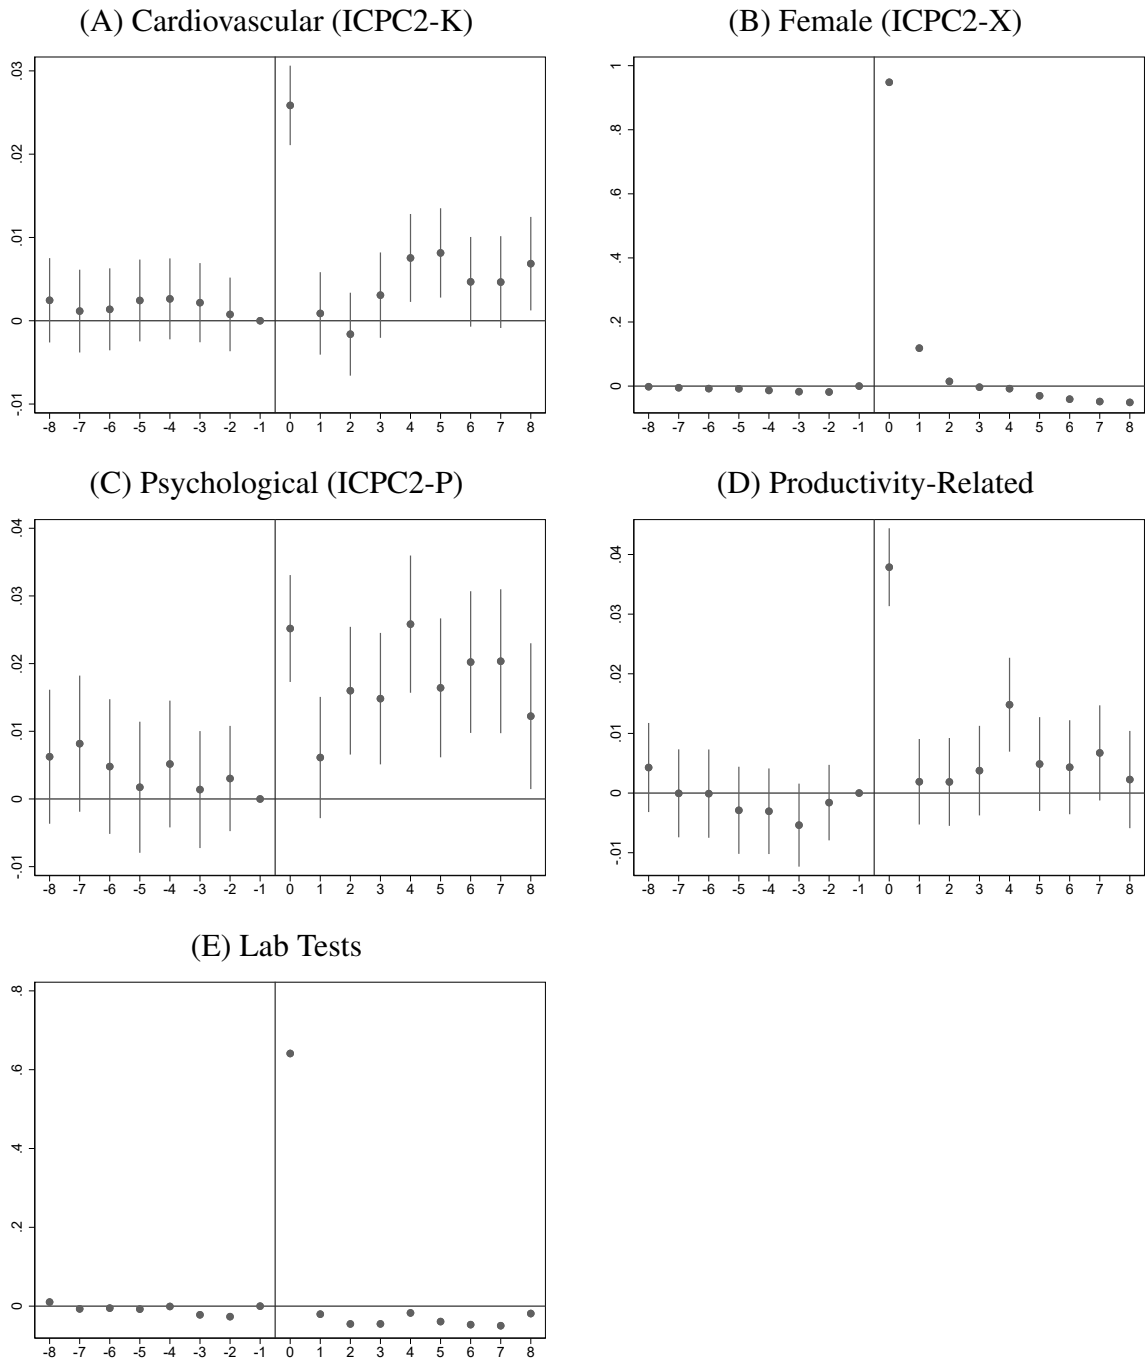 (A) Cardiovascular (ICPC2-K)
.03
.02
.01
0
-.01
-8 -7 -6 -5 -4 -3 -2 -1 0 1 2 3 4 5 6 7 8
(B) Female (ICPC2-X)
1
.8
.6
.4
.2
0
-8 -7 -6 -5 -4 -3 -2 -1 0 1 2 3 4 5 6 7 8
(C) Psychological (ICPC2-P)
.04
.03
.02
.01
0
-.01
-8 -7 -6 -5 -4 -3 -2 -1 0 1 2 3 4 5 6 7 8
(D) Productivity-Related
.04
.03
.02
.01
0
-.01
-8 -7 -6 -5 -4 -3 -2 -1 0 1 2 3 4 5 6 7 8
(E) Lab Tests
.8
.6
.4
.2
0
-8 -7 -6 -5 -4 -3 -2 -1 0 1 2 3 4 5 6 7 8